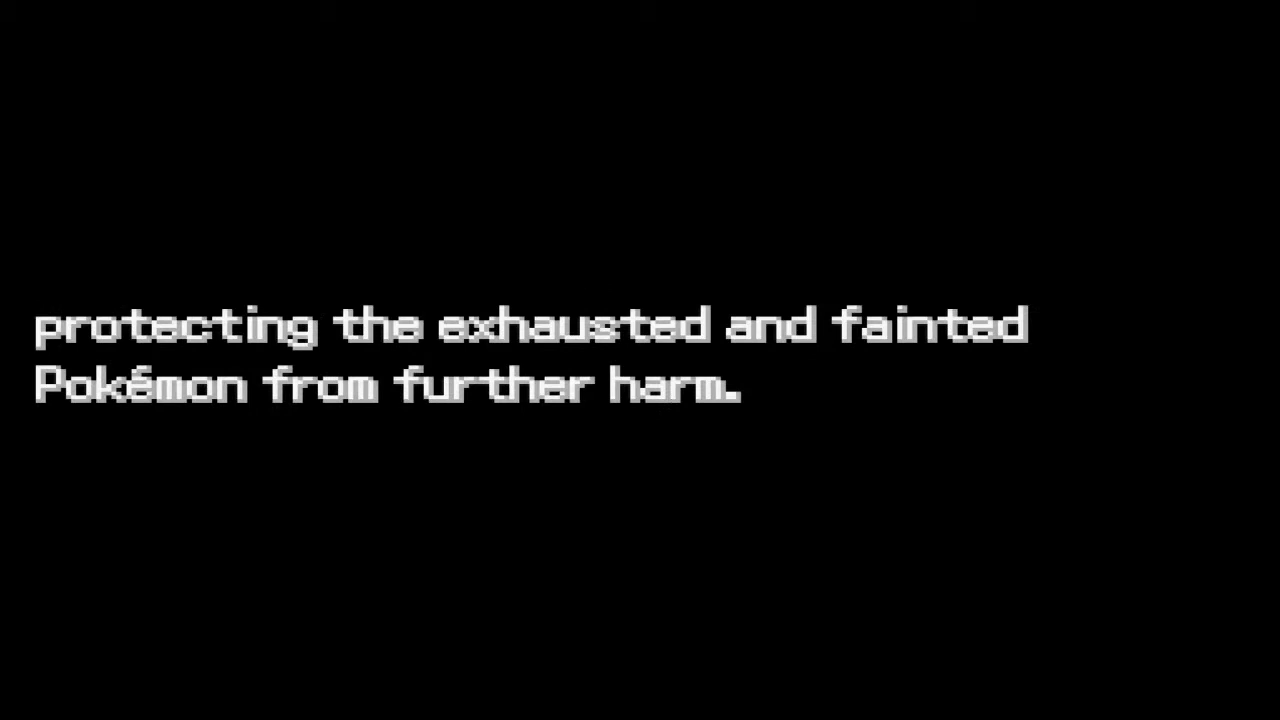 protecting the exhausted and fainted
Pokémon from further harm.